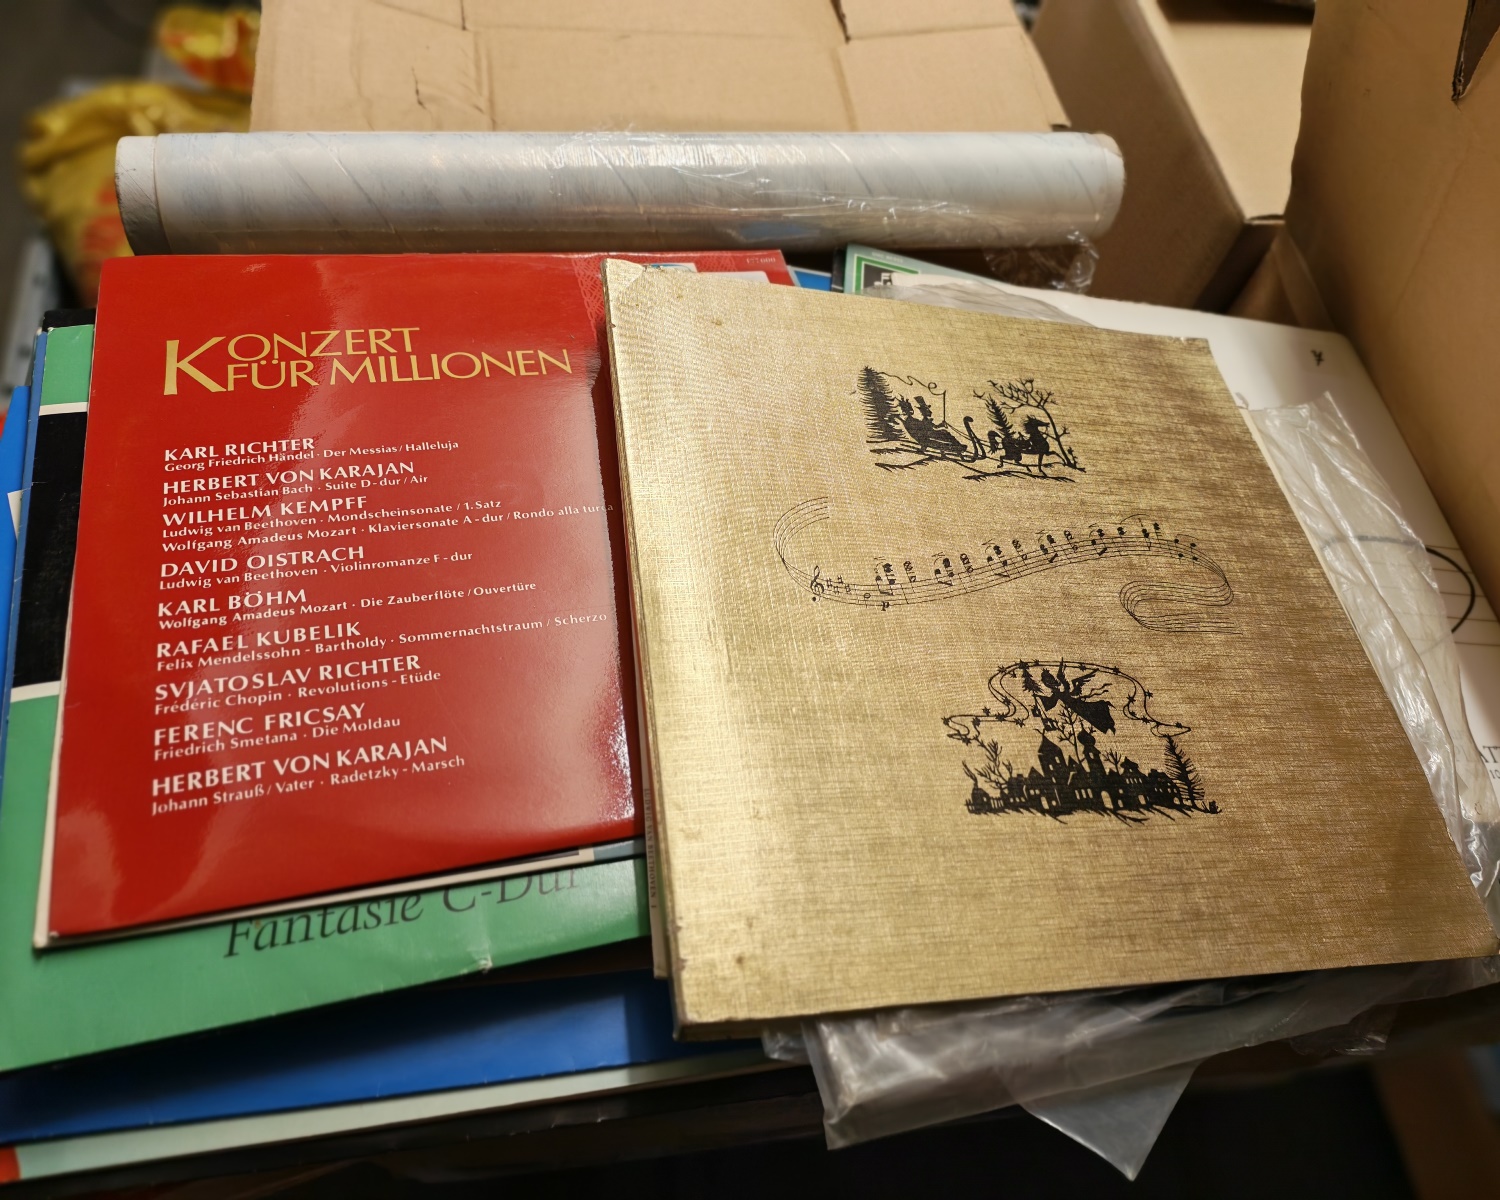 KONZERT
FÜR MILLIONEN
KARL RICHTER
Georg Friedrich Händel · Der Messias / Halleluja
HERBERT VON KARAJAN
Johann Sebastian Bach · Suite D-dur / Air
WILHELM KEMPFF
Ludwig van Beethoven · Mondscheinsonate / 1. Satz
Wolfgang Amadeus Mozart · Klaviersonate A-dur / Rondo alla turca
DAVID OISTRACH
Ludwig van Beethoven · Violinromanze F-dur
KARL BÖHM
Wolfgang Amadeus Mozart · Die Zauberflöte / Ouvertüre
RAFAEL KUBELIK
Felix Mendelssohn - Bartholdy · Sommernachtstraum / Scherzo
SVJATOSLAV RICHTER
Frédéric Chopin · Revolutions - Etüde
FERENC FRICSAY
Friedrich Smetana · Die Moldau
HERBERT VON KARAJAN
Johann Strauß / Vater · Radetzky - Marsch
Fantasie C-Dur